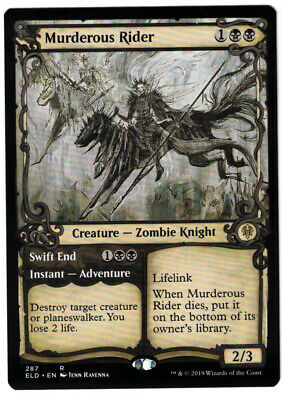 Murderous Rider 1
Creature — Zombie Knight
Swift End 1
Instant — Adventure
Destroy target creature
or planeswalker. You
lose 2 life.
Lifelink
When Murderous
Rider dies, put it
on the bottom of its
owner's library.
2/3
287 R
ELD • EN Jenn Ravenna
™ & © 2019 Wizards of the Coast